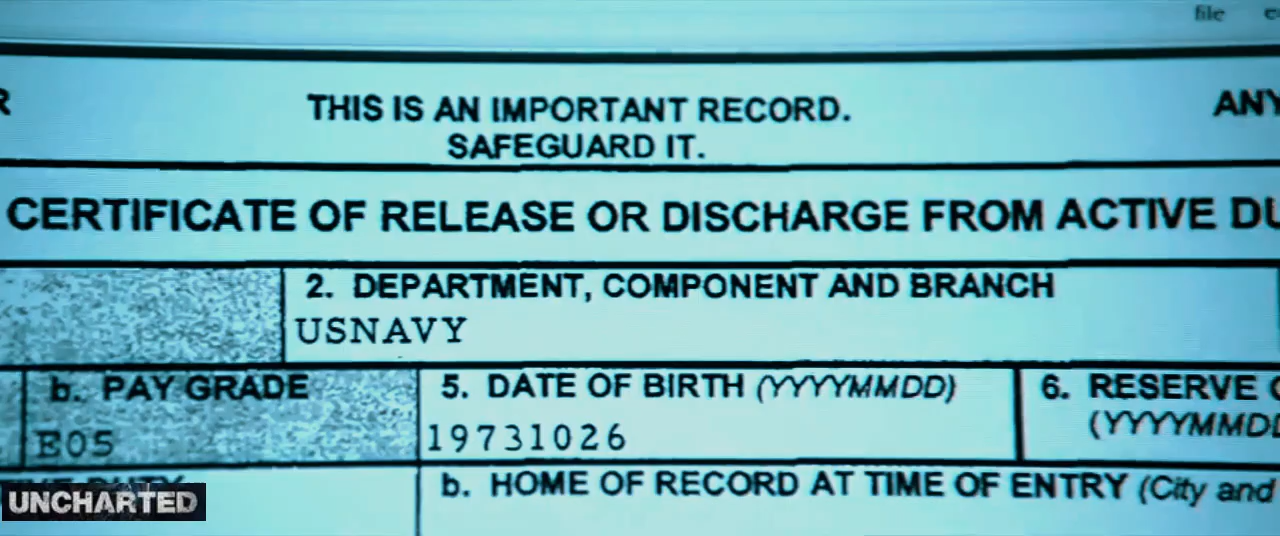 file
THIS IS AN IMPORTANT RECORD.
ANY
SAFEGUARD IT.
CERTIFICATE OF RELEASE OR DISCHARGE FROM ACTIVE DU
2. DEPARTMENT, COMPONENT AND BRANCH
USNAVY
b. PAY GRADE
5. DATE OF BIRTH (YYYYMMDD)
6. RESERVE
(YYYYMMDD
E05
19731026
b. HOME OF RECORD AT TIME OF ENTRY (City and
UNCHARTED